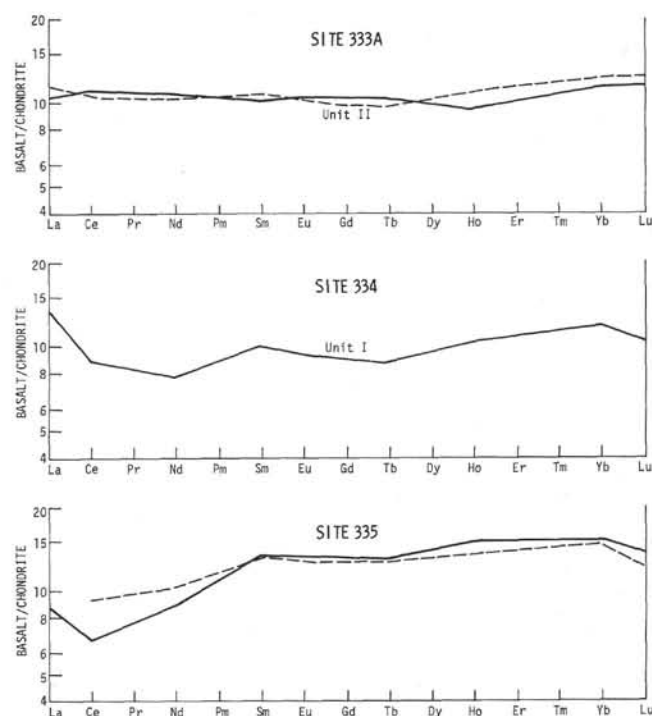 SITE 333A
BASALT/CHONDRITE
20
15
10
8
6
5
4
Unit II
La Ce Pr Nd Pm Sm Eu Gd Tb Dy Ho Er Tm Yb Lu
SITE 334
BASALT/CHONDRITE
20
15
10
8
6
5
4
Unit I
La Ce Pr Nd Pm Sm Eu Gd Tb Dy Ho Er Tm Yb Lu
SITE 335
BASALT/CHONDRITE
20
15
10
8
6
5
4
La Ce Pr Nd Pm Sm Eu Gd Tb Dy Ho Er Tm Yb Lu